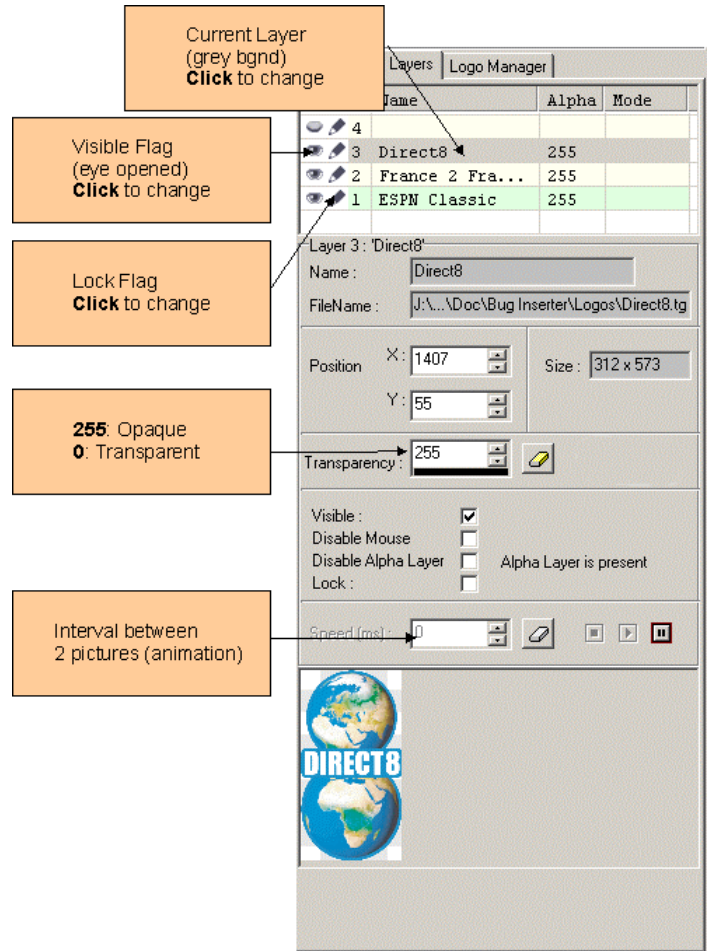 Current Layer
(grey bgnd)
Click to change
Layers Logo Manager
Name Alpha Mode
4
Visible Flag
(eye opened)
Click to change
3 Direct8 255
2 France 2 Fra... 255
1 ESPN Classic 255
Layer 3 : 'Direct8'
Lock Flag
Click to change
Name : Direct8
FileName : J:\...\Doc\Bug Inserter\Logos\Direct8.tg
Position X : 1407 Size : 312 x 573
Y : 55
255: Opaque
0: Transparent
Transparency : 255
Visible :
Disable Mouse
Disable Alpha Layer Alpha Layer is present
Lock :
Interval between
2 pictures (animation)
Speed (ms) : 0
DIRECT8